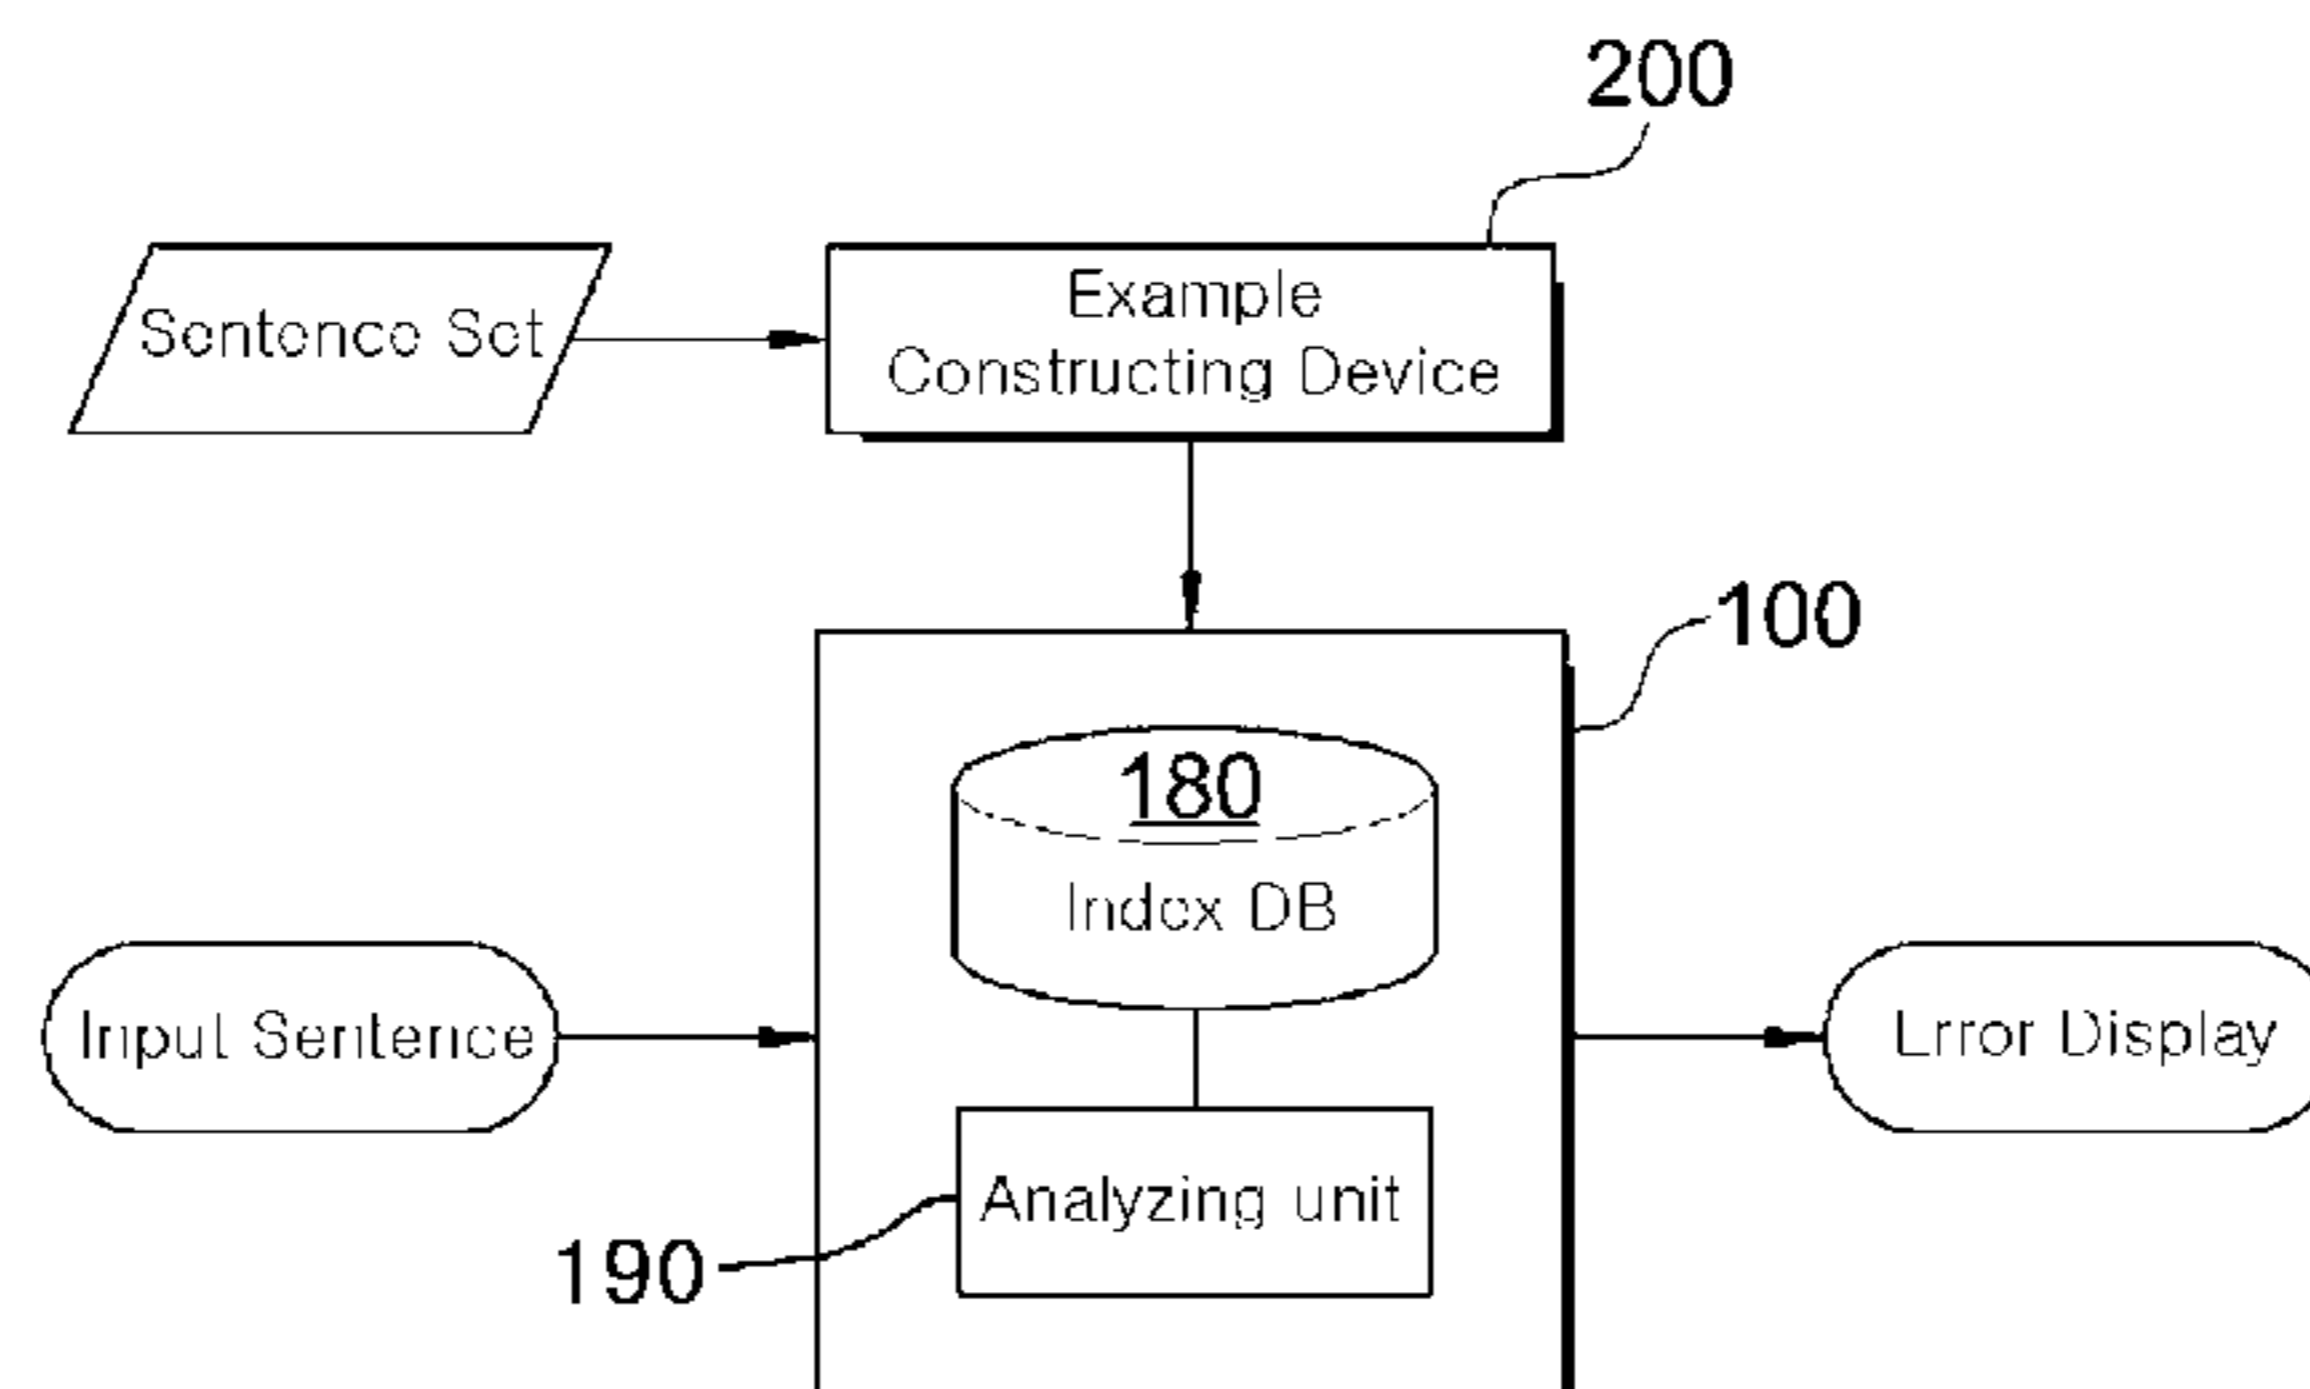 200
Sentence Set
Example
Constructing Device
100
180
Index DB
Input Sentence
Error Display
Analyzing unit
190